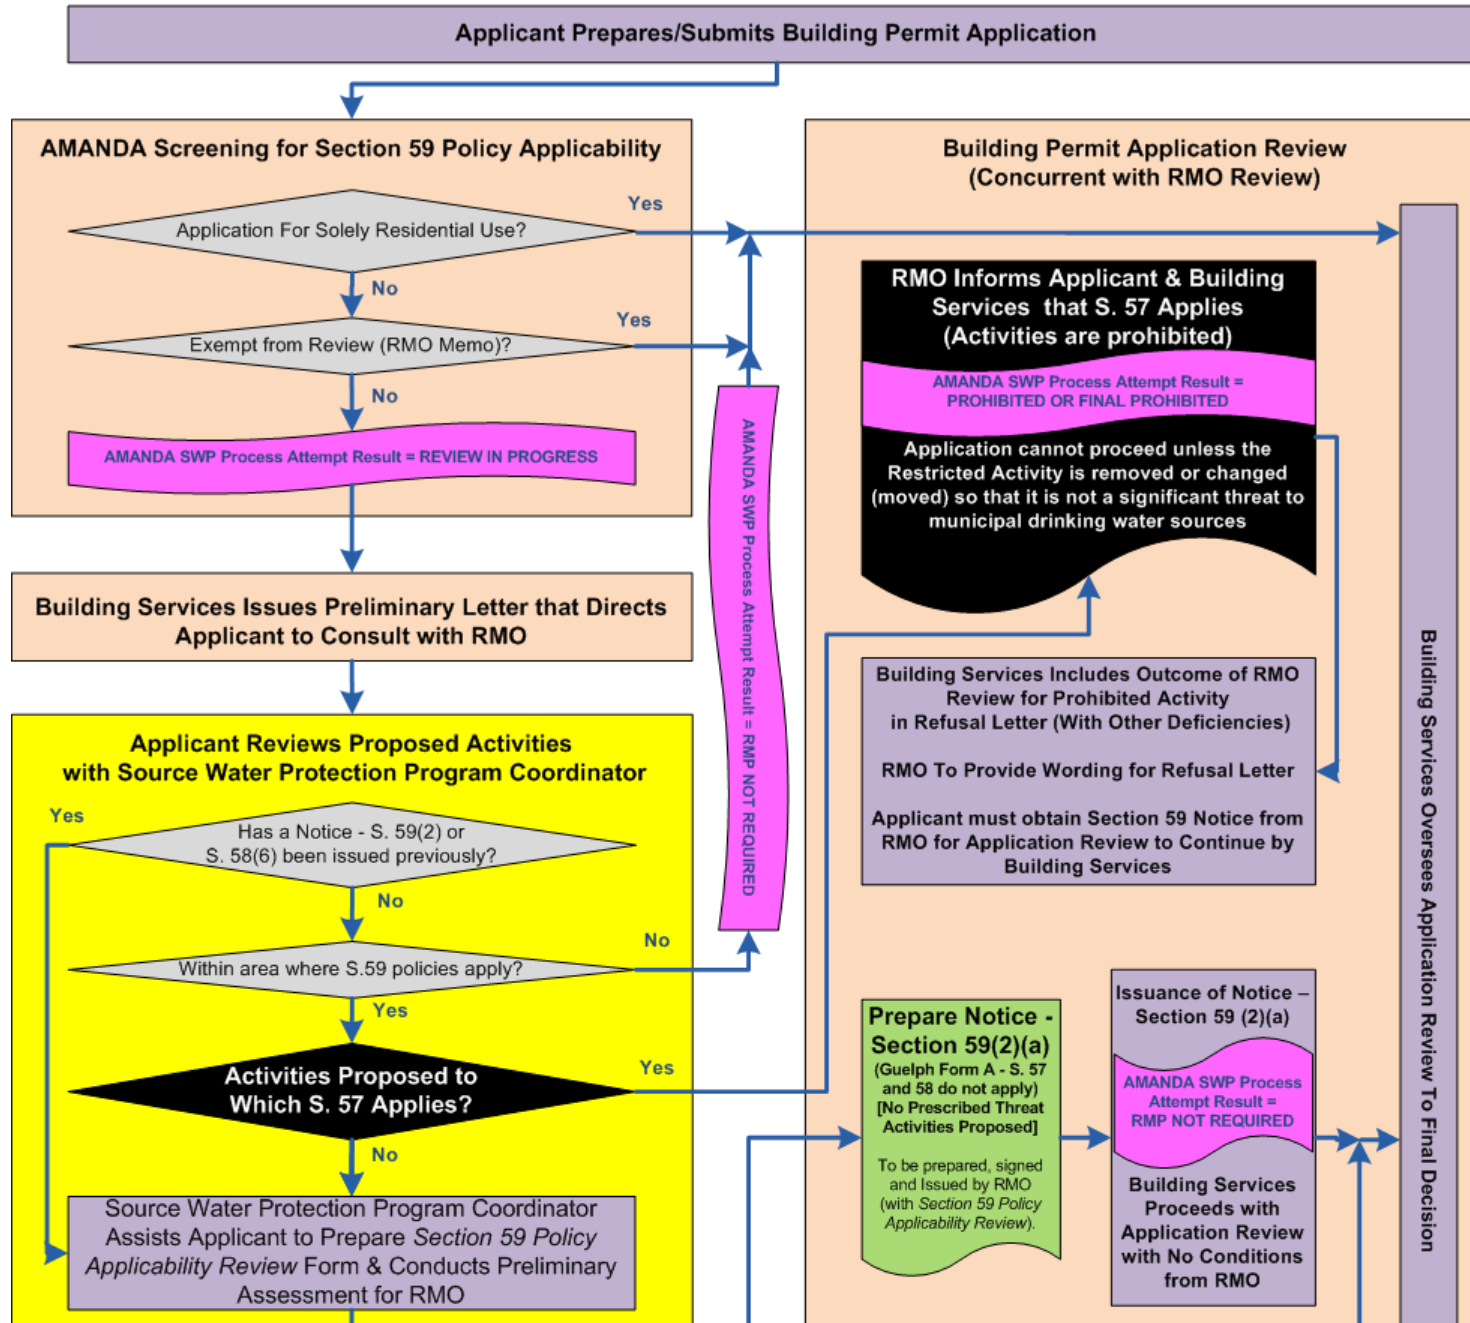 Applicant Prepares/Submits Building Permit Application
AMANDA Screening for Section 59 Policy Applicability
Application For Solely Residential Use?
Yes
No
Exempt from Review (RMO Memo)?
Yes
No
AMANDA SWP Process Attempt Result = REVIEW IN PROGRESS
Building Services Issues Preliminary Letter that Directs
Applicant to Consult with RMO
Applicant Reviews Proposed Activities
with Source Water Protection Program Coordinator
Yes
Has a Notice - S. 59(2) or
S. 58(6) been issued previously?
No
Within area where S.59 policies apply?
No
Yes
Activities Proposed to
Which S. 57 Applies?
Yes
No
Source Water Protection Program Coordinator
Assists Applicant to Prepare Section 59 Policy
Applicability Review Form & Conducts Preliminary
Assessment for RMO
AMANDA SWP Process Attempt Result = RMP NOT REQUIRED
Building Permit Application Review
(Concurrent with RMO Review)
RMO Informs Applicant & Building
Services that S. 57 Applies
(Activities are prohibited)
AMANDA SWP Process Attempt Result =
PROHIBITED OR FINAL PROHIBITED
Application cannot proceed unless the
Restricted Activity is removed or changed
(moved) so that it is not a significant threat to
municipal drinking water sources
Building Services Includes Outcome of RMO
Review for Prohibited Activity
in Refusal Letter (With Other Deficiencies)
RMO To Provide Wording for Refusal Letter
Applicant must obtain Section 59 Notice from
RMO for Application Review to Continue by
Building Services
Prepare Notice -
Section 59(2)(a)
(Guelph Form A - S. 57
and 58 do not apply)
[No Prescribed Threat
Activities Proposed]
To be prepared, signed
and Issued by RMO
(with Section 59 Policy
Applicability Review).
Issuance of Notice –
Section 59 (2)(a)
AMANDA SWP Process
Attempt Result =
RMP NOT REQUIRED
Building Services
Proceeds with
Application Review
with No Conditions
from RMO
Building Services Oversees Application Review To Final Decision